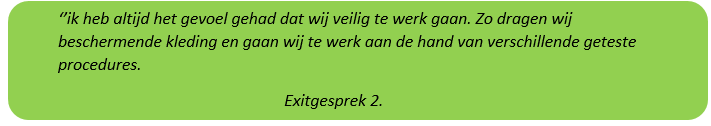 “ik heb altijd het gevoel gehad dat wij veilig te werk gaan. Zo dragen wij
beschermende kleding en gaan wij te werk aan de hand van verschillende geteste
procedures.
Exitgesprek 2.